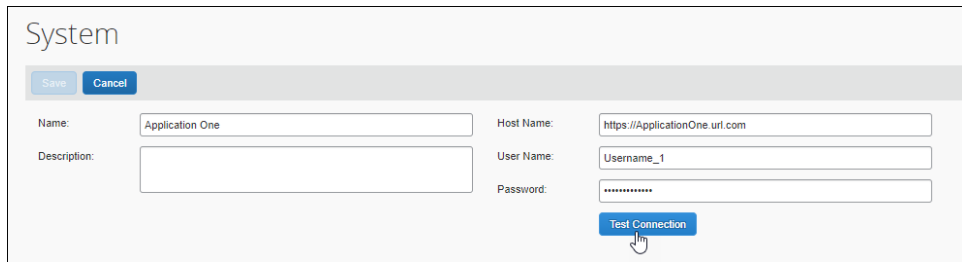 System
Save Cancel
Name: Application One
Description:
Host Name: https://ApplicationOne.url.com
User Name: Username_1
Password: •••••••••••••
Test Connection